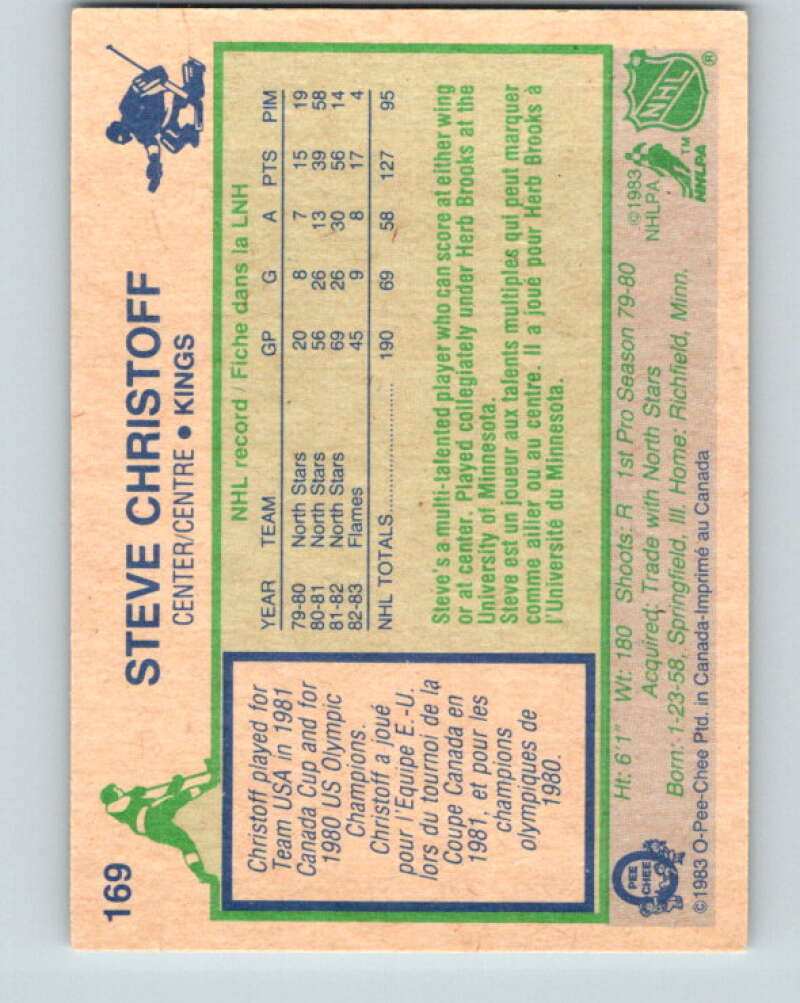 169
STEVE CHRISTOFF
CENTER/CENTRE • KINGS
Christoff played for
Team USA in 1981
Canada Cup and for
1980 US Olympic
Champions.
Christoff a joué
pour l'Equipe E.-U.
lors du tournoi de la
Coupe Canada en
1981, et pour les
champions
olympiques de
1980.
NHL record / Fiche dans la LNH
YEAR TEAM GP G A PTS PIM
79-80 North Stars 20 8 7 15 19
80-81 North Stars 56 26 13 39 58
81-82 North Stars 69 26 30 56 14
82-83 Flames 45 9 8 17 4
NHL TOTALS 190 69 58 127 95
Steve's a multi-talented player who can score at either wing
or at center. Played collegiately under Herb Brooks at the
University of Minnesota.
Steve est un joueur aux talents multiples qui peut marquer
comme ailier ou au centre. Il a joué pour Herb Brooks à
l'Université du Minnesota.
Ht: 6'1" Wt: 180 Shoots: R 1st Pro Season 79-80
Acquired: Trade with North Stars
Born: 1-23-58, Springfield, Ill. Home: Richfield, Minn.
©1983 O-Pee-Chee Ptd. in Canada-Imprimé au Canada
O
PEE
CHEE
©1983
NHLPA
NHLPA
TM
NHL
®